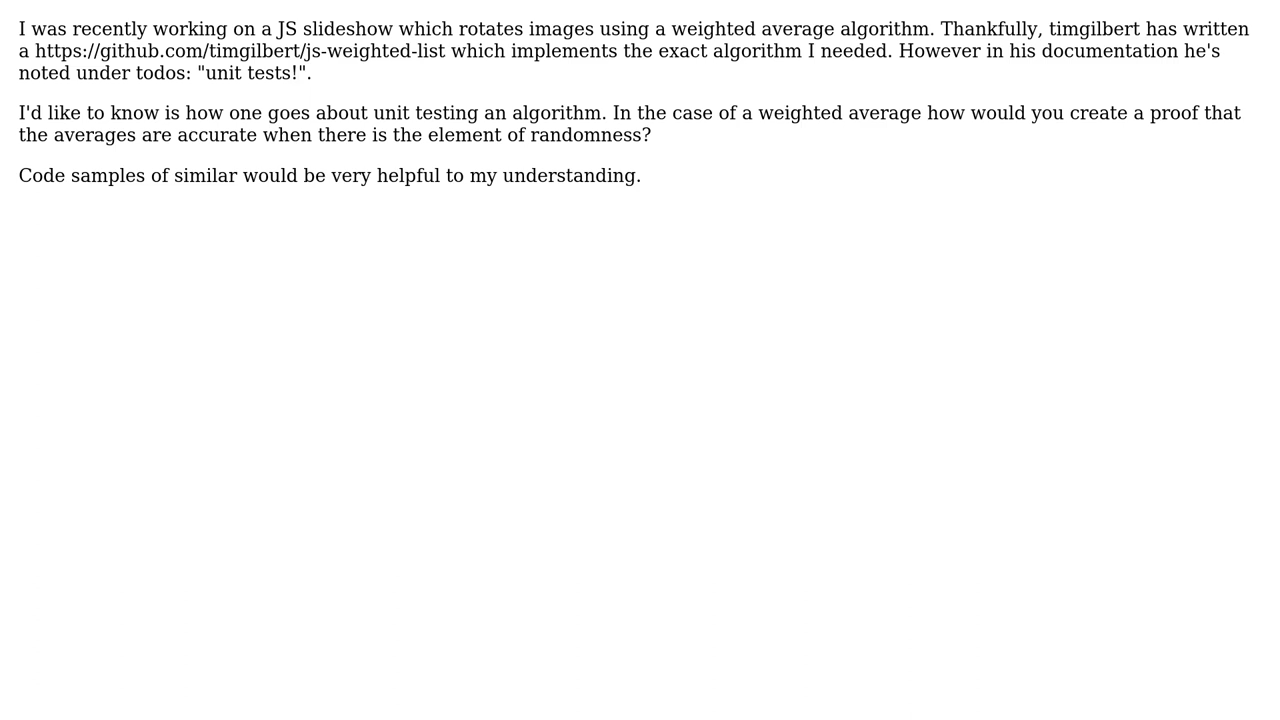 I was recently working on a JS slideshow which rotates images using a weighted average algorithm. Thankfully, timgilbert has written
a https://github.com/timgilbert/js-weighted-list which implements the exact algorithm I needed. However in his documentation he's
noted under todos: "unit tests!".
I'd like to know is how one goes about unit testing an algorithm. In the case of a weighted average how would you create a proof that
the averages are accurate when there is the element of randomness?
Code samples of similar would be very helpful to my understanding.